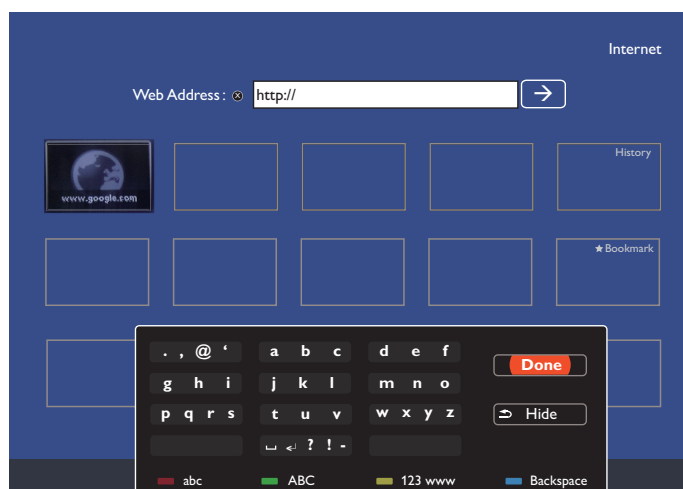 Internet
Web Address : ⊗ http:// →
www.google.com
History
★ Bookmark
. , @ ‘ a b c d e f
Done
g h i j k l m n o
p q r s t u v w x y z
Hide
␣ ↵ ? ! -
abc ABC 123 www Backspace